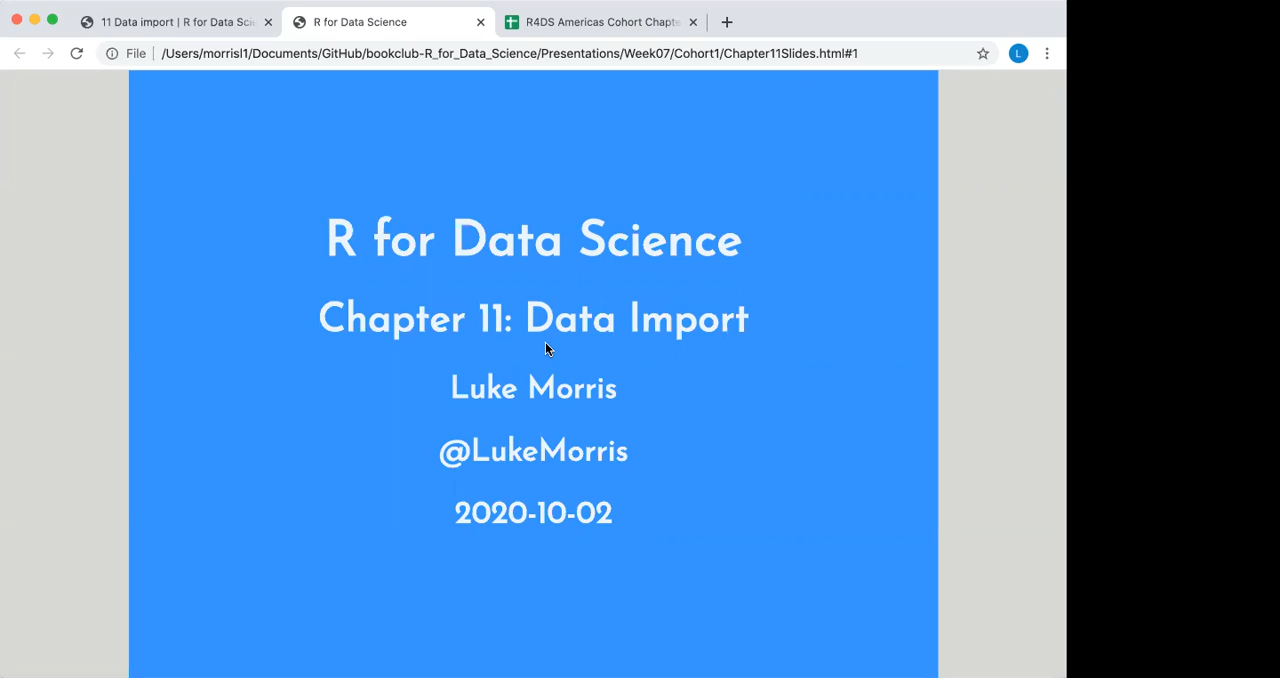 11 Data import | R for Data Sci
R for Data Science
R4DS Americas Cohort Chapte
File
/Users/morrisl1/Documents/GitHub/bookclub-R_for_Data_Science/Presentations/Week07/Cohort1/Chapter11Slides.html#1
L
R for Data Science
Chapter 11: Data Import
Luke Morris
@LukeMorris
2020-10-02